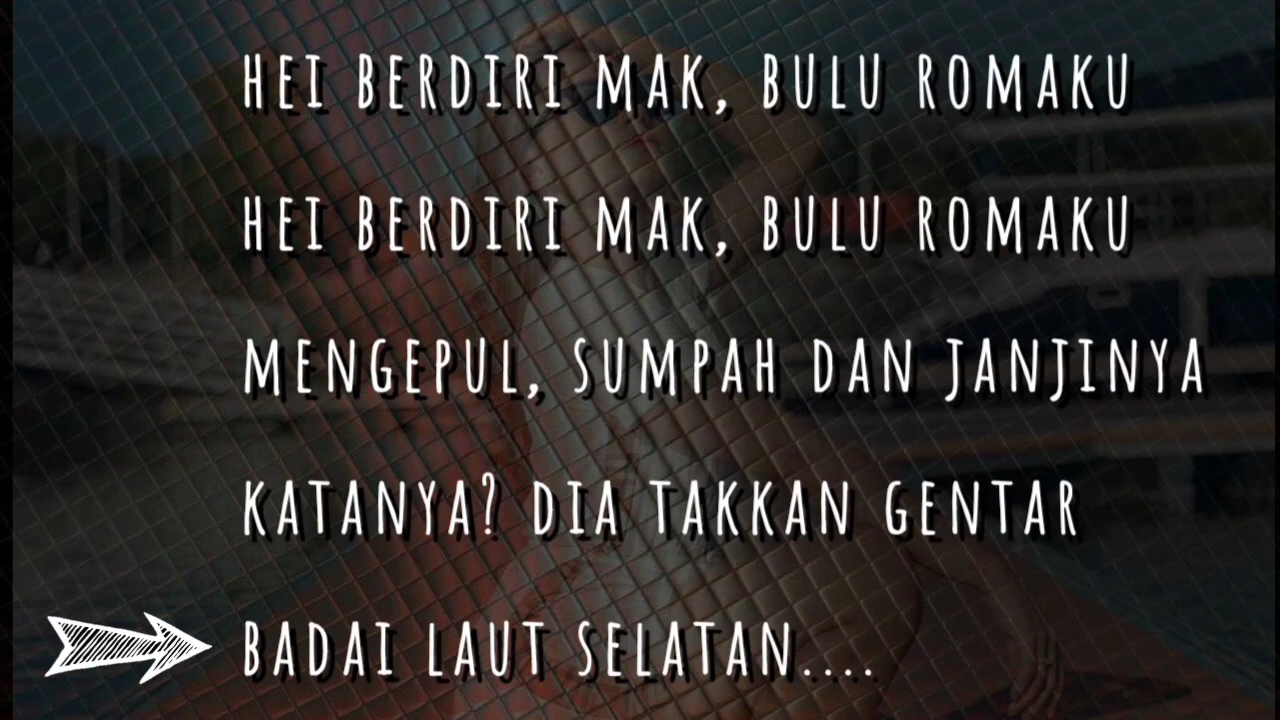 HEI BERDIRI MAK, BULU ROMAKU
HEI BERDIRI MAK, BULU ROMAKU
MENGEPUL, SUMPAH DAN JANJINYA
KATANYA? DIA TAKKAN GENTAR
BADAI LAUT SELATAN....